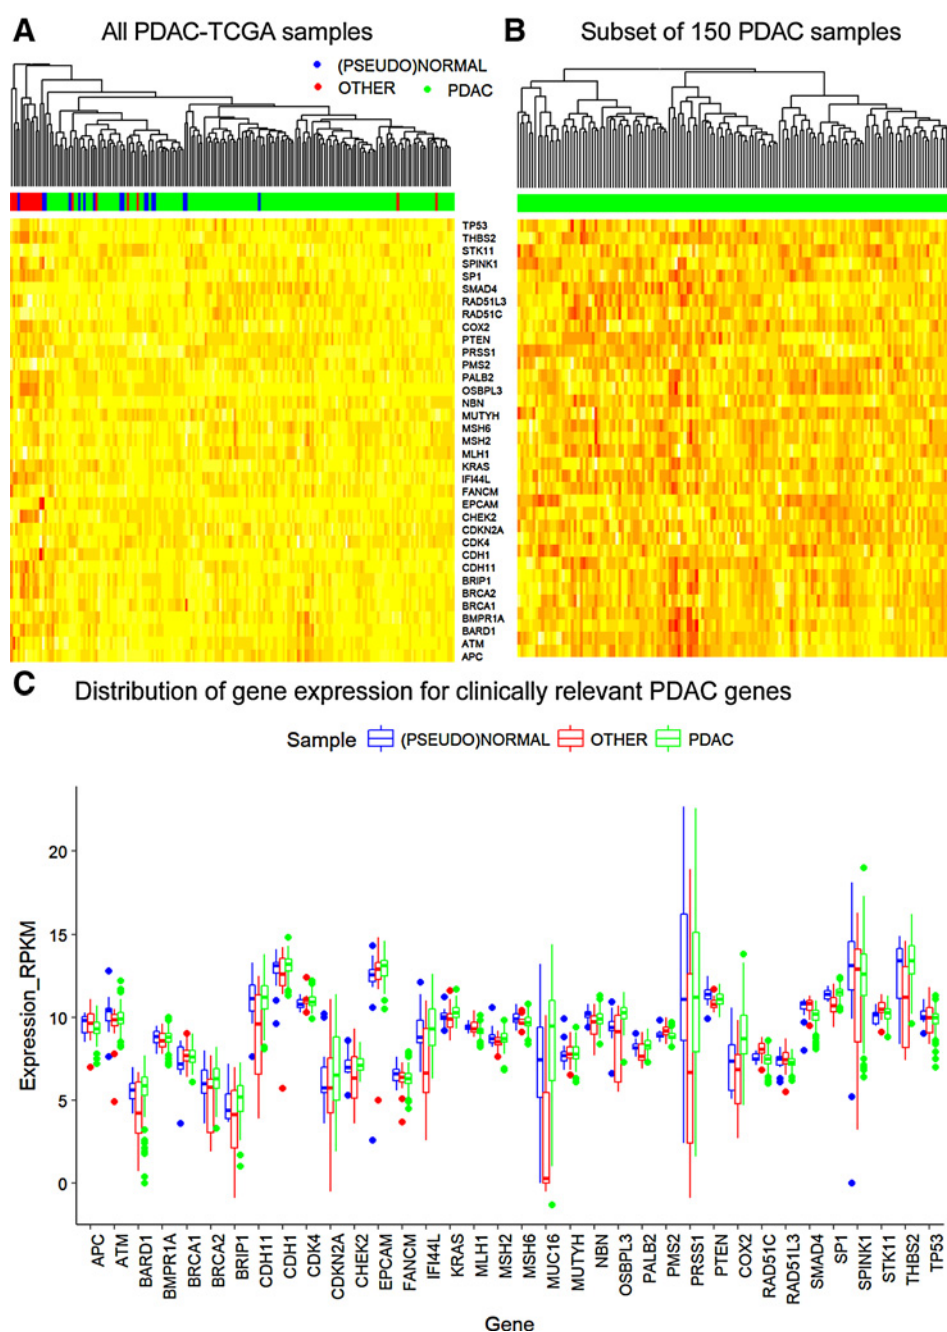 A All PDAC-TCGA samples
(PSEUDO)NORMAL
OTHER PDAC
B Subset of 150 PDAC samples
TP53
THBS2
STK11
SPINK1
SP1
SMAD4
RAD51L3
RAD51C
COX2
PTEN
PRSS1
PMS2
PALB2
OSBPL3
NBN
MUTYH
MSH6
MSH2
MLH1
KRAS
IFI44L
FANCM
EPCAM
CHEK2
CDKN2A
CDK4
CDH1
CDH11
BRIP1
BRCA2
BRCA1
BMPR1A
BARD1
ATM
APC
C Distribution of gene expression for clinically relevant PDAC genes
Sample (PSEUDO)NORMAL OTHER PDAC
Expression_RPKM
20
15
10
5
0
APC
ATM
BARD1
BMPR1A
BRCA1
BRCA2
BRIP1
CDH11
CDH1
CDK4
CDKN2A
CHEK2
EPCAM
FANCM
IFI44L
KRAS
MLH1
MSH2
MSH6
MUC16
MUTYH
NBN
OSBPL3
PALB2
PMS2
PRSS1
PTEN
COX2
RAD51C
RAD51L3
SMAD4
SP1
SPINK1
STK11
THBS2
TP53
Gene